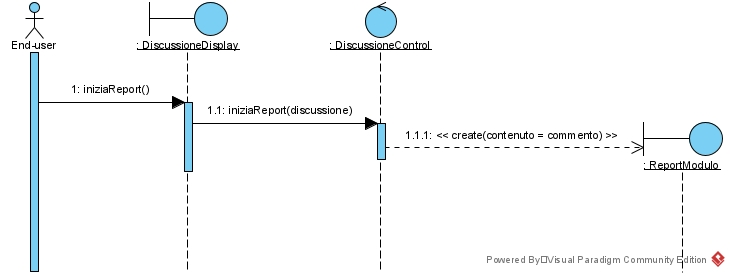 End-user
: DiscussioneDisplay
: DiscussioneControl
1: iniziaReport()
1.1: iniziaReport(discussione)
1.1.1: << create(contenuto = commento) >>
: ReportModulo
Powered By□Visual Paradigm Community Edition